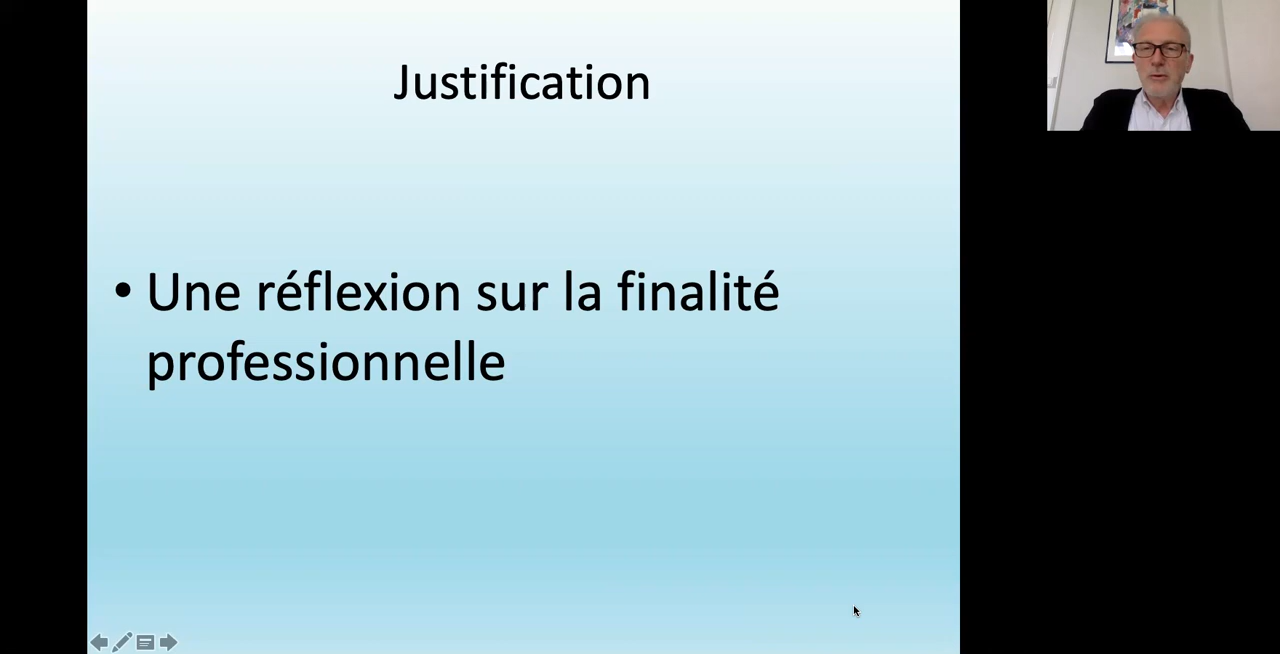 Justification
• Une réflexion sur la finalité
professionnelle